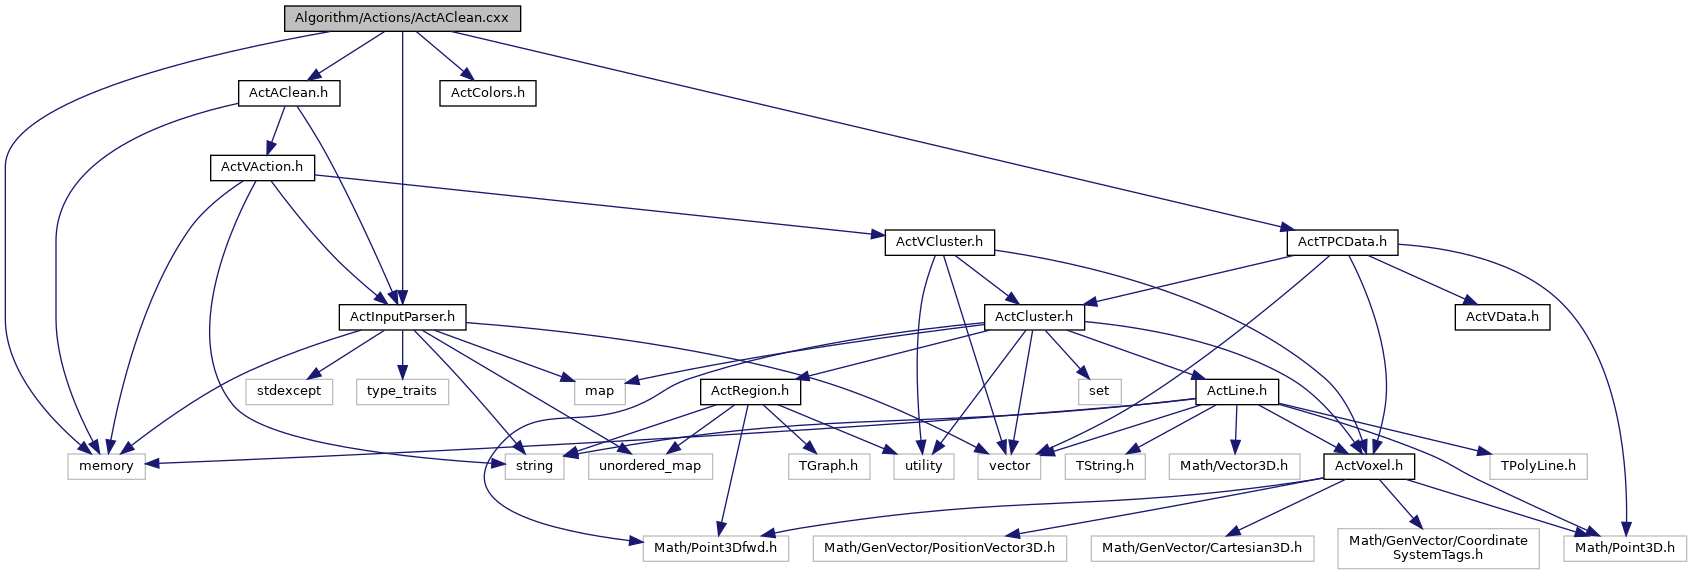 Algorithm/Actions/ActAClean.cxx
ActAClean.h
ActColors.h
ActVAction.h
ActVCluster.h
ActTPCData.h
ActInputParser.h
ActCluster.h
ActVData.h
stdexcept
type_traits
map
ActRegion.h
set
ActLine.h
memory
string
unordered_map
TGraph.h
utility
vector
TString.h
Math/Vector3D.h
ActVoxel.h
TPolyLine.h
Math/Point3Dfwd.h
Math/GenVector/PositionVector3D.h
Math/GenVector/Cartesian3D.h
Math/GenVector/Coordinate
SystemTags.h
Math/Point3D.h